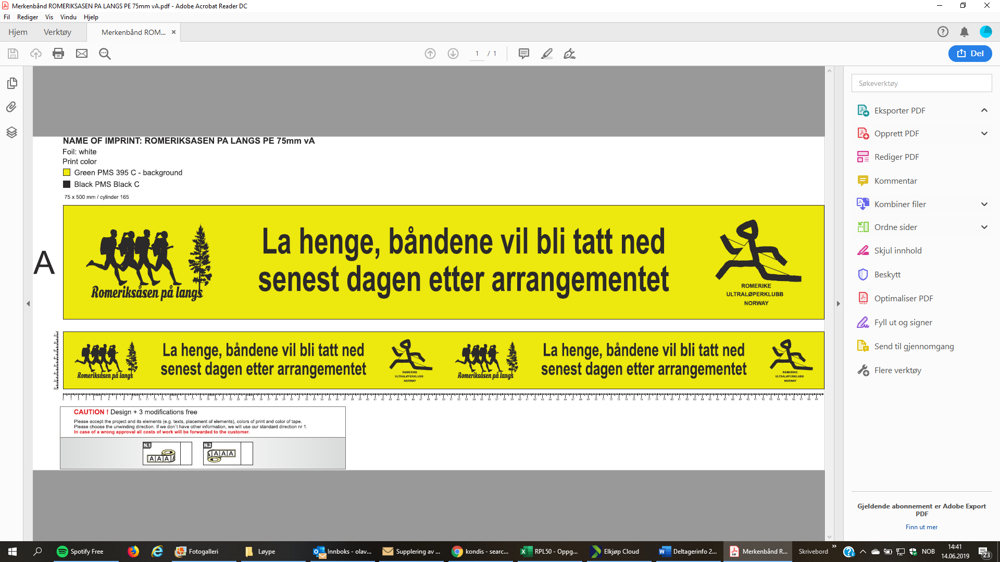 Merkenbånd ROMERIKSASEN PA LANGS PE 75mm vA.pdf - Adobe Acrobat Reader DC
Fil Rediger Vis Vindu Hjelp
Hjem Verktøy Merkenbånd ROM... ×
1 / 1
Del
Søkeverktøy
Eksporter PDF
Opprett PDF
Rediger PDF
Kommentar
Kombiner filer
Ordne sider
Skjul innhold
Beskytt
Optimaliser PDF
Fyll ut og signer
Send til gjennomgang
Flere verktøy
Gjeldende abonnement er Adobe Export
PDF
Finn ut mer
NAME OF IMPRINT: ROMERIKSASEN PA LANGS PE 75mm vA
Foil: white
Print color
Green PMS 395 C - background
Black PMS Black C
75 x 500 mm / cylinder 165
A
Romeriksåsen på langs
La henge, båndene vil bli tatt ned
senest dagen etter arrangementet
ROMERIKE
ULTRALØPERKLUBB
NORWAY
Romeriksåsen på langs
La henge, båndene vil bli tatt ned
senest dagen etter arrangementet
ROMERIKE
ULTRALØPERKLUBB
NORWAY
Romeriksåsen på langs
La henge, båndene vil bli tatt ned
senest dagen etter arrangementet
ROMERIKE
ULTRALØPERKLUBB
NORWAY
CAUTION ! Design + 3 modifications free
Please accept the project and its elements (e.g. texts, placement of elements), colors of print and color of tape.
Please choose the unwinding direction. If we don`t have other information, we will use our standard direction nr 1.
In case of a wrong approval all costs of work will be forwarded to the customer.
N.1
A A A
N.2
A A A
Spotify Free
Fotogalleri
Løype
Innboks - olav...
Supplering av ...
kondis - searc...
RPL50 - Oppg...
Elkjøp Cloud
Deltagerinfo 2...
Merkenbånd R...
Skrivebord
NOB
14:41
14.06.2019
23